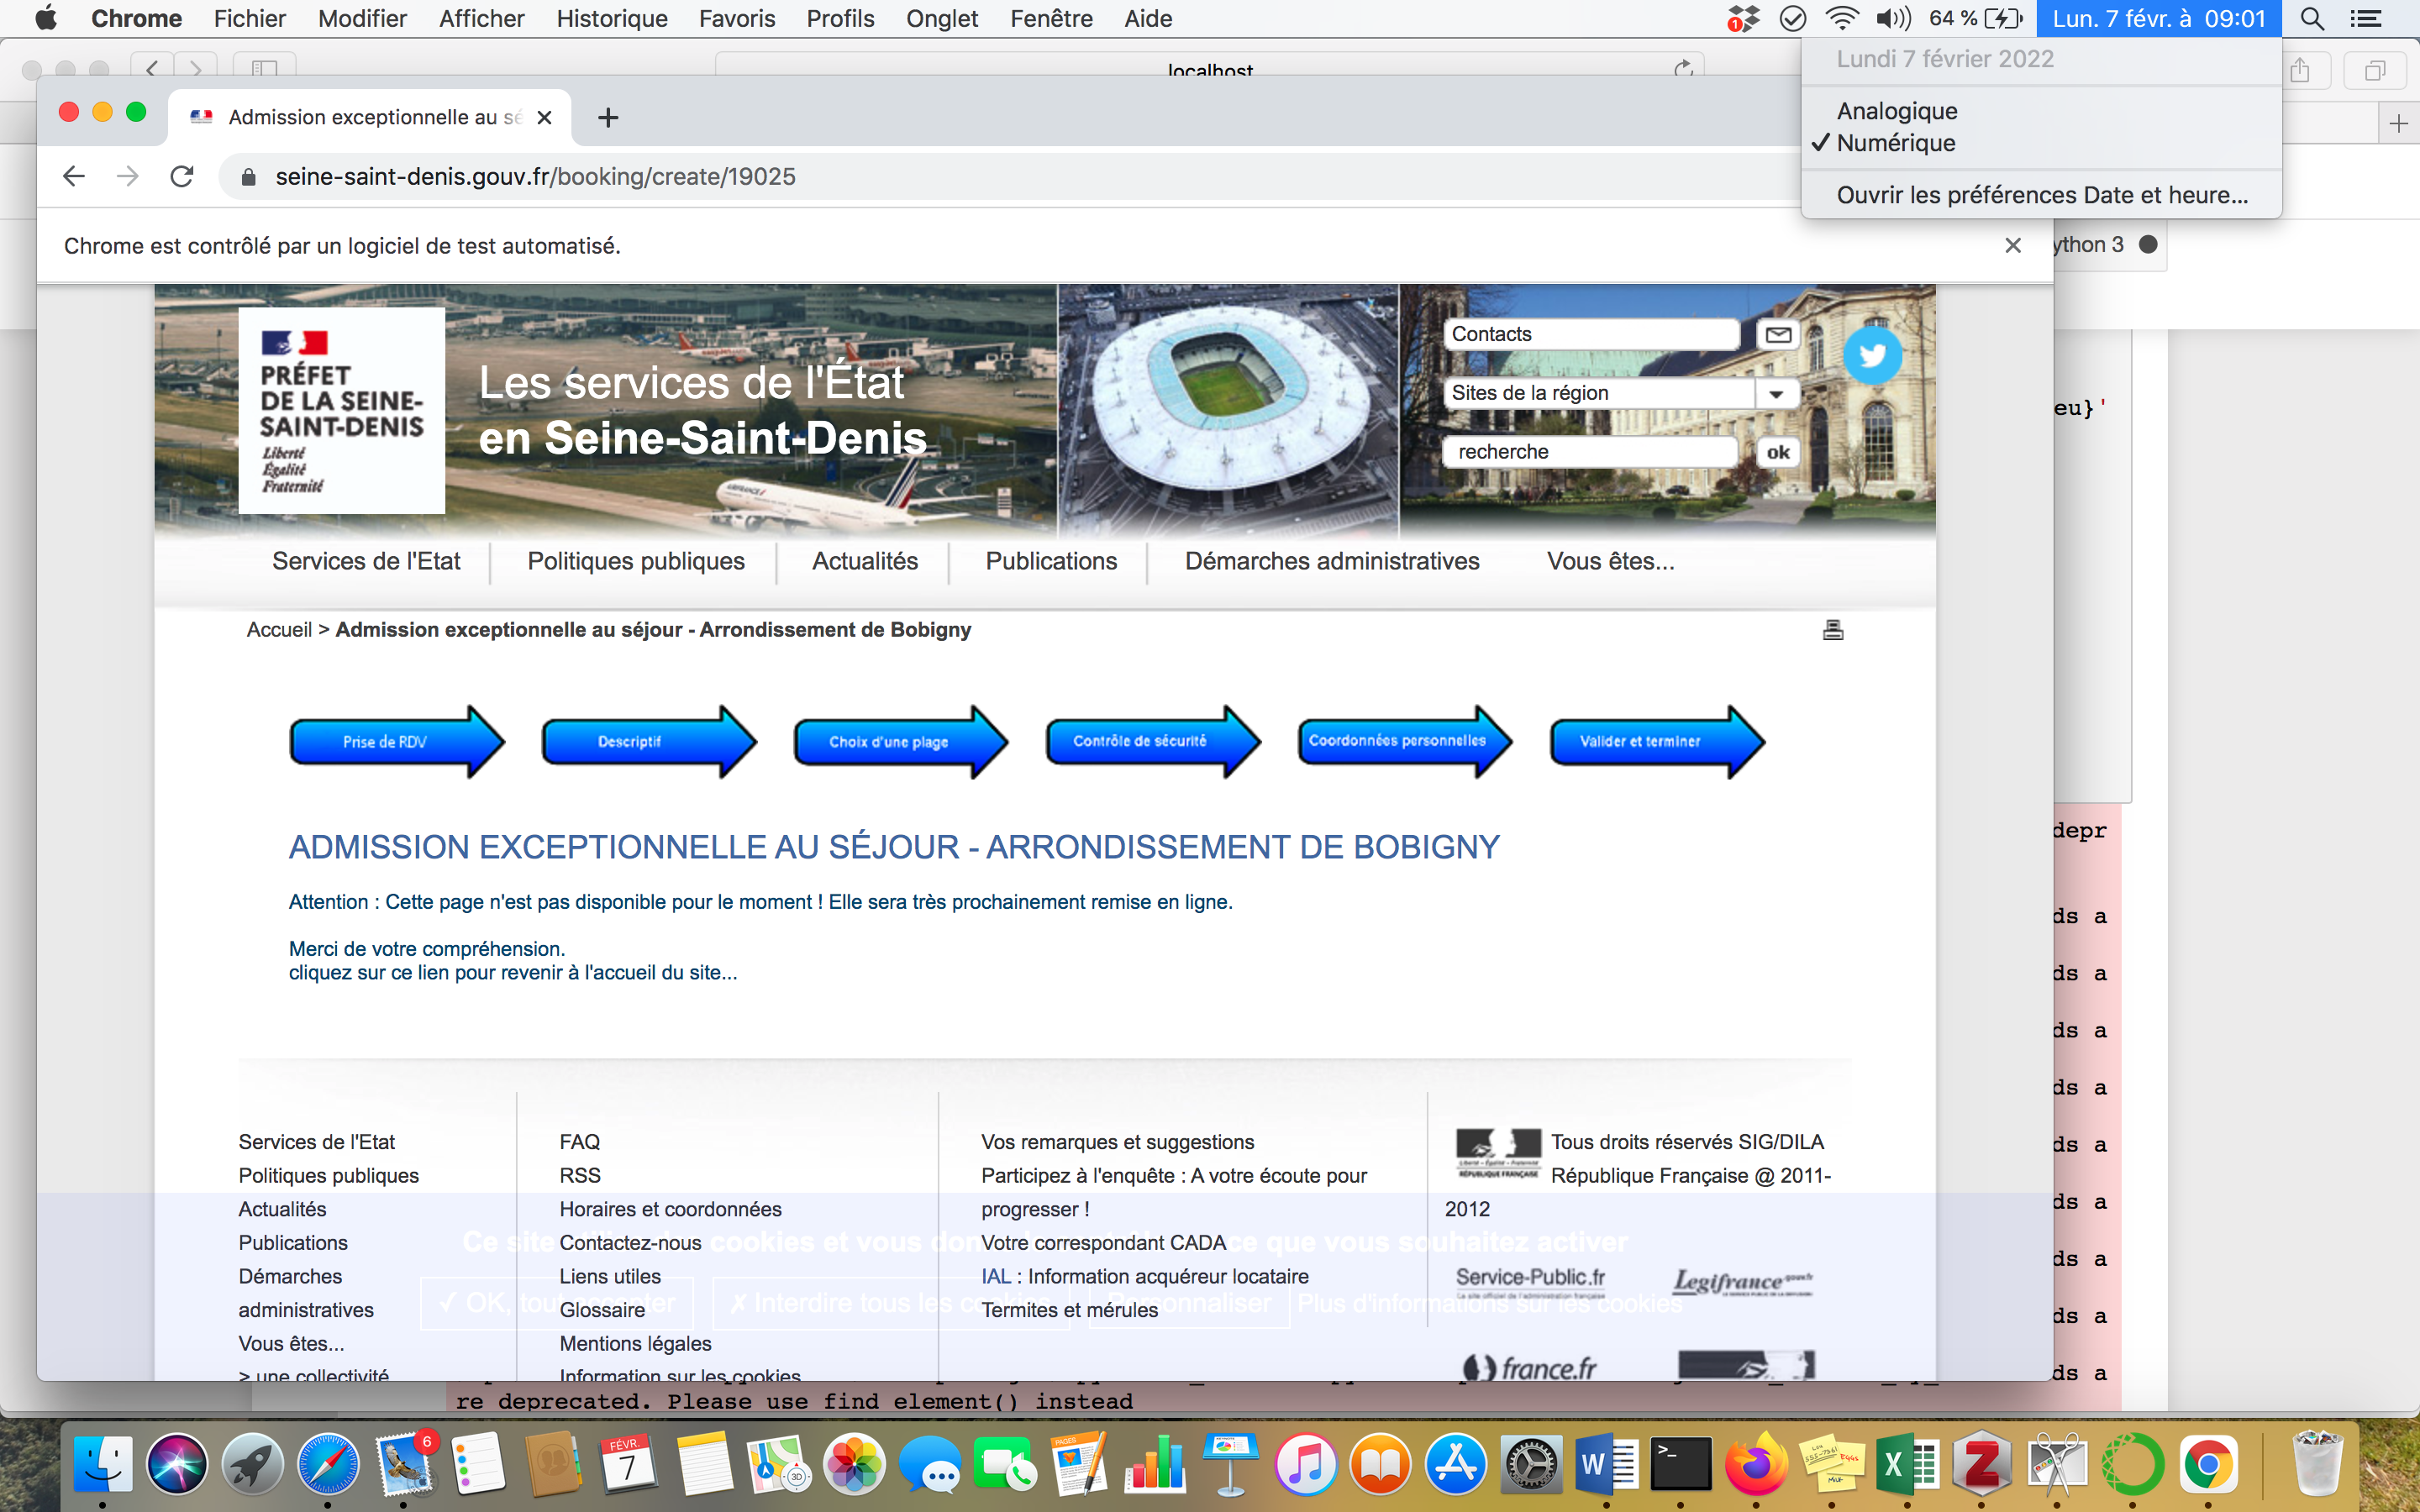 Chrome Fichier Modifier Afficher Historique Favoris Profils Onglet Fenêtre Aide 1 64 % Lun. 7 févr. à 09:01
localhost
Lundi 7 février 2022
Analogique
✓ Numérique
Ouvrir les préférences Date et heure...
Admission exceptionnelle au sé
seine-saint-denis.gouv.fr/booking/create/19025
Chrome est contrôlé par un logiciel de test automatisé.
ython 3
PRÉFET
DE LA SEINE-
SAINT-DENIS
Liberté
Égalité
Fraternité
Les services de l'État
en Seine-Saint-Denis
Contacts
Sites de la région
recherche ok
eu}'
Services de l'Etat Politiques publiques Actualités Publications Démarches administratives Vous êtes...
Accueil > Admission exceptionnelle au séjour - Arrondissement de Bobigny
Prise de RDV Descriptif Choix d'une plage Contrôle de sécurité Coordonnées personnelles Valider et terminer
ADMISSION EXCEPTIONNELLE AU SÉJOUR - ARRONDISSEMENT DE BOBIGNY
depr
Attention : Cette page n'est pas disponible pour le moment ! Elle sera très prochainement remise en ligne.
ds a
Merci de votre compréhension.
cliquez sur ce lien pour revenir à l'accueil du site...
ds a
ds a
ds a
ds a
ds a
ds a
ds a
ds a
Services de l'Etat
Politiques publiques
Actualités
Publications
Démarches
administratives
Vous êtes...
> une collectivité
FAQ
RSS
Horaires et coordonnées
Contactez-nous
Liens utiles
Glossaire
Mentions légales
Information sur les cookies
Vos remarques et suggestions
Participez à l'enquête : A votre écoute pour
progresser !
Votre correspondant CADA
IAL : Information acquéreur locataire
Termites et mérules
Liberté • Égalité • Fraternité
RÉPUBLIQUE FRANÇAISE
Tous droits réservés SIG/DILA
République Française @ 2011-
2012
Service-Public.fr
Legifrance
france.fr
Ce site cookies et vous ce que vous souhaitez activer
✓ OK, tout accepter ✗ Interdire tous les cookies Personnaliser Plus d'informations sur les cookies
re deprecated. Please use find element() instead
6
FÉVR.
7
PAGES
3D